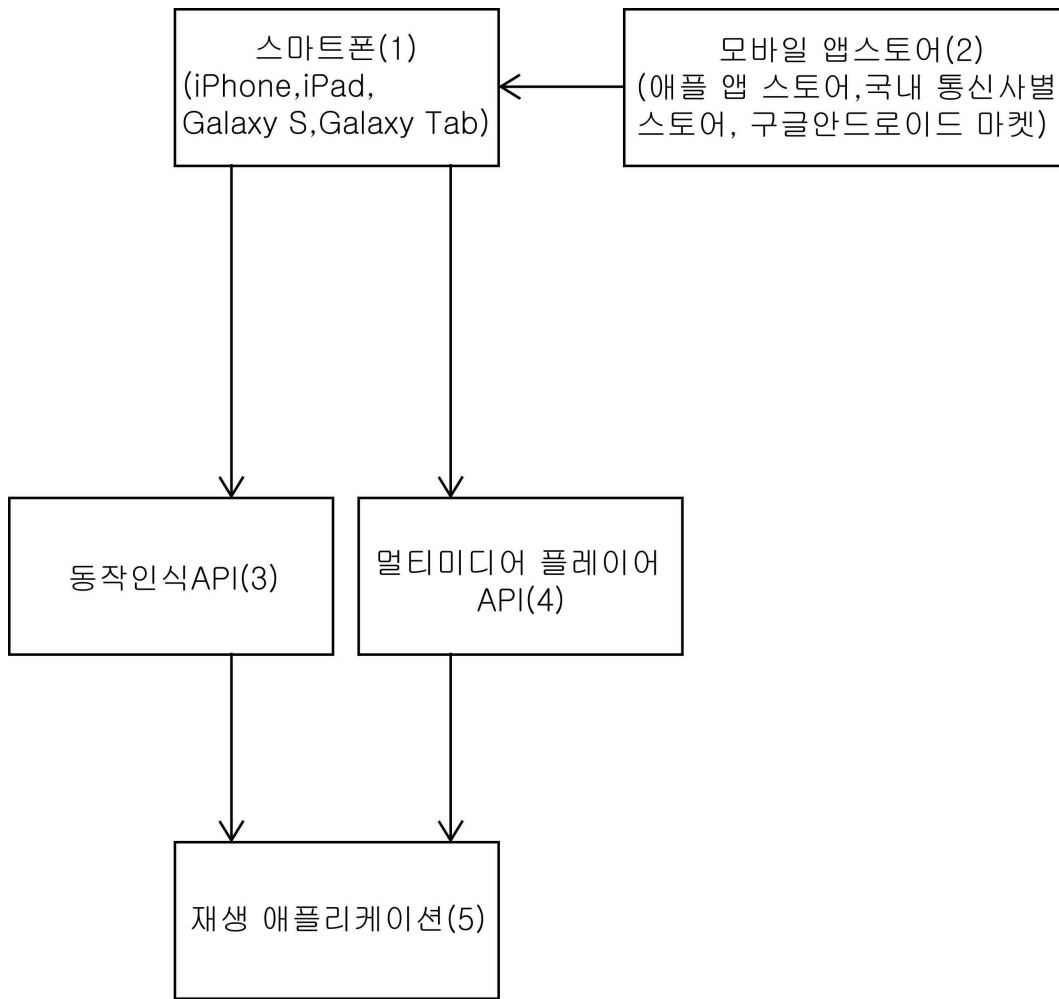 스마트폰(1)
(iPhone,iPad,
Galaxy S,Galaxy Tab)
모바일 앱스토어(2)
(애플 앱 스토어,국내 통신사별
스토어, 구글안드로이드 마켓)
동작인식API(3)
멀티미디어 플레이어
API(4)
재생 애플리케이션(5)